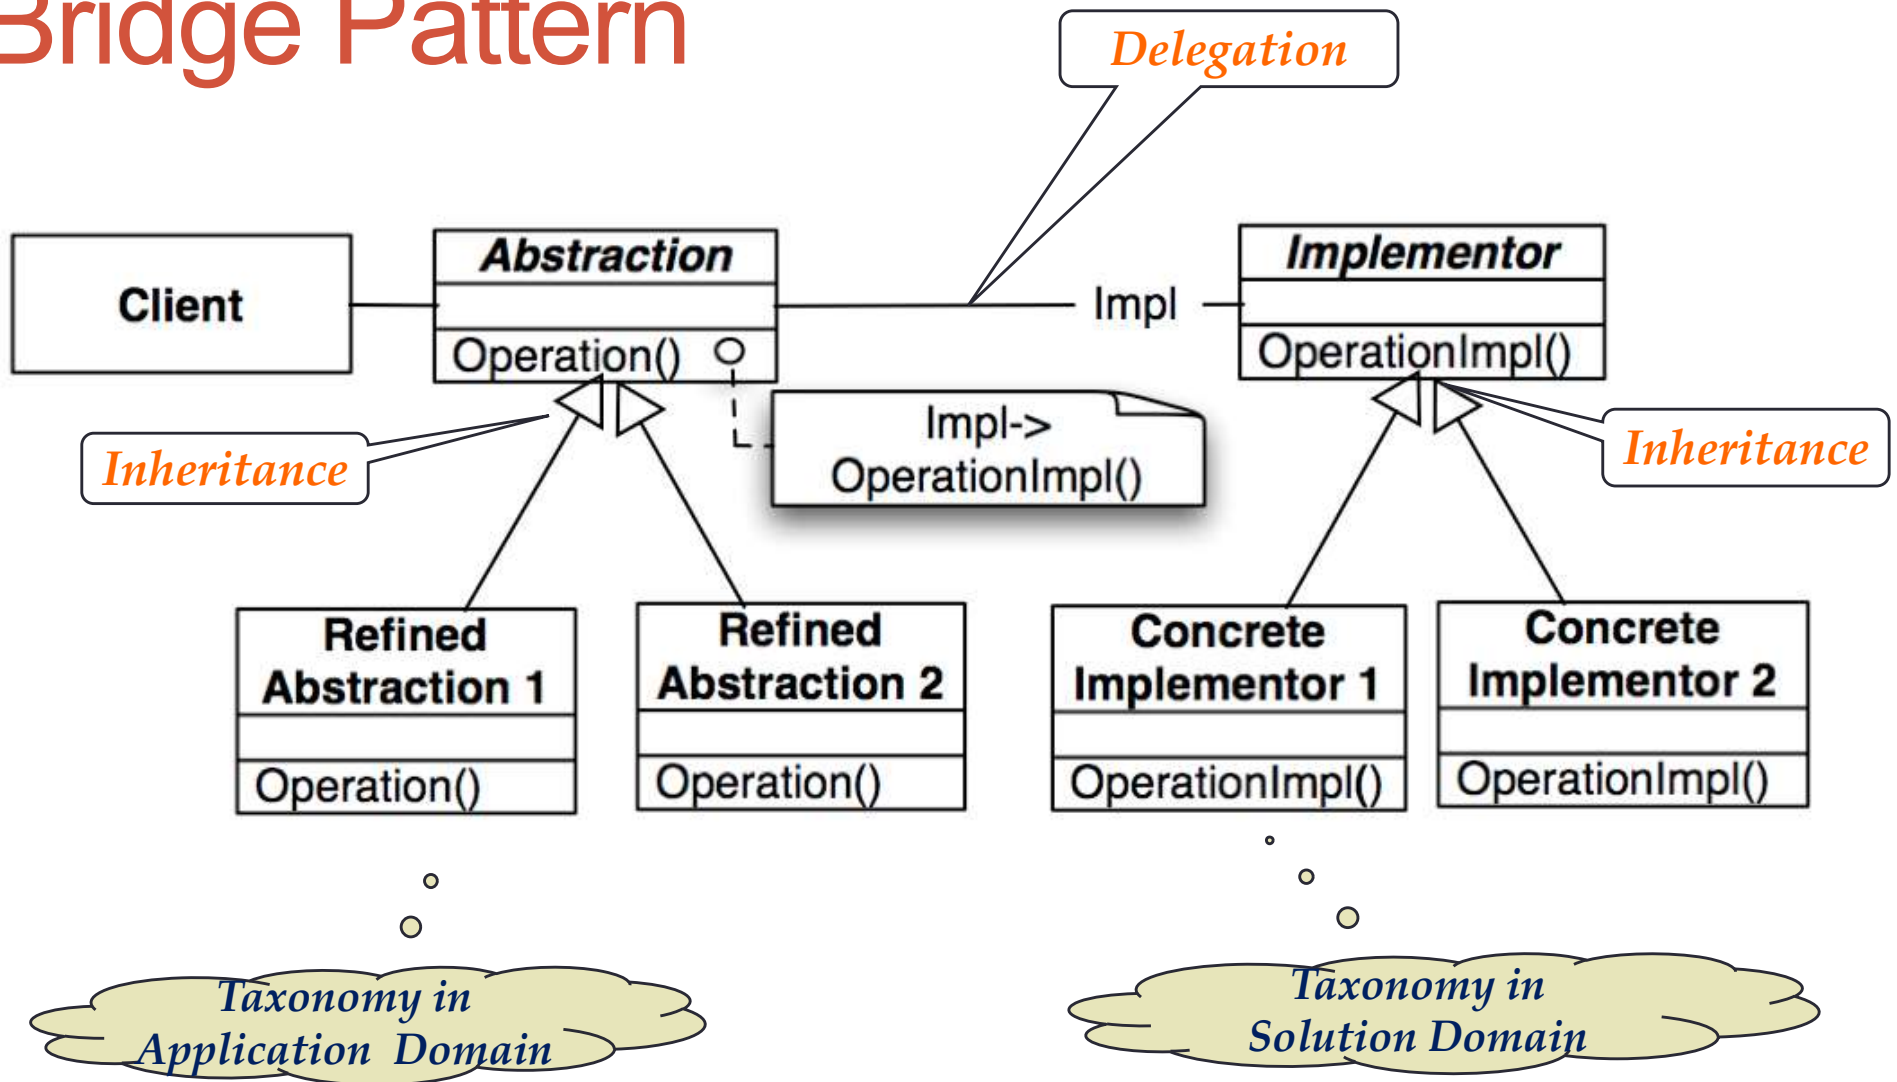 Bridge Pattern
Delegation
Client
Abstraction
Operation()
Impl
Implementor
OperationImpl()
Impl->
OperationImpl()
Inheritance
Inheritance
Refined
Abstraction 1
Operation()
Refined
Abstraction 2
Operation()
Concrete
Implementor 1
OperationImpl()
Concrete
Implementor 2
OperationImpl()
Taxonomy in
Application Domain
Taxonomy in
Solution Domain